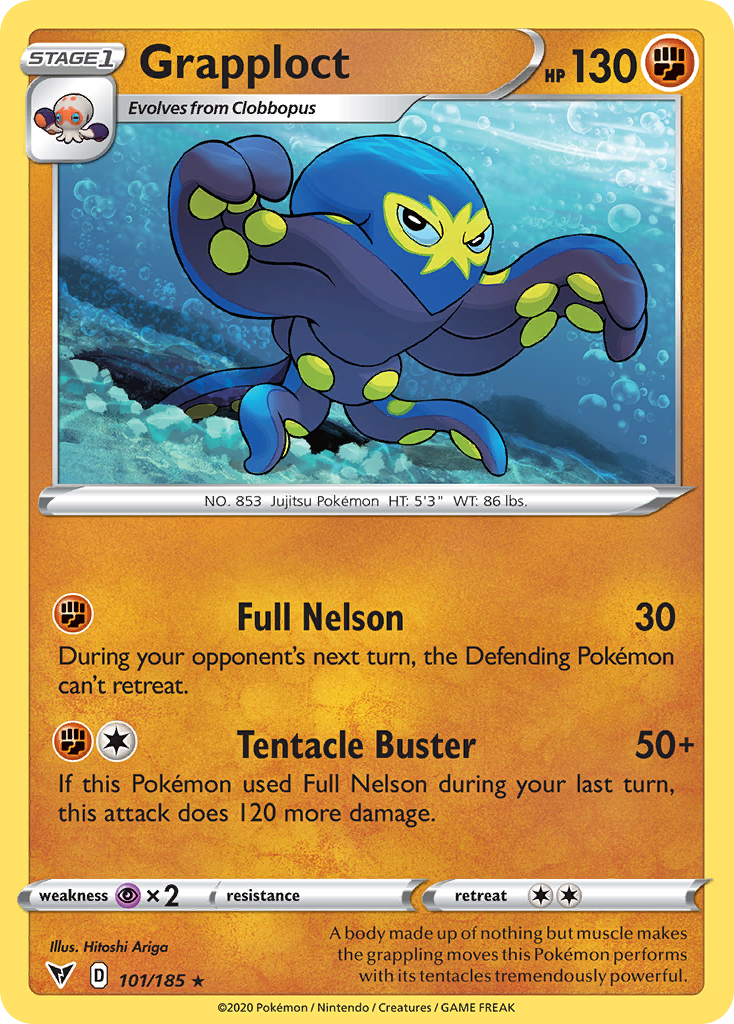 STAGE 1
Grapploct
HP 130
Evolves from Clobbopus
NO. 853 Jujitsu Pokémon HT: 5'3" WT: 86 lbs.
Full Nelson 30
During your opponent's next turn, the Defending Pokémon
can't retreat.
Tentacle Buster 50+
If this Pokémon used Full Nelson during your last turn,
this attack does 120 more damage.
weakness ×2 resistance retreat
Illus. Hitoshi Ariga
A body made up of nothing but muscle makes
the grappling moves this Pokémon performs
with its tentacles tremendously powerful.
D 101/185 ★
©2020 Pokémon / Nintendo / Creatures / GAME FREAK